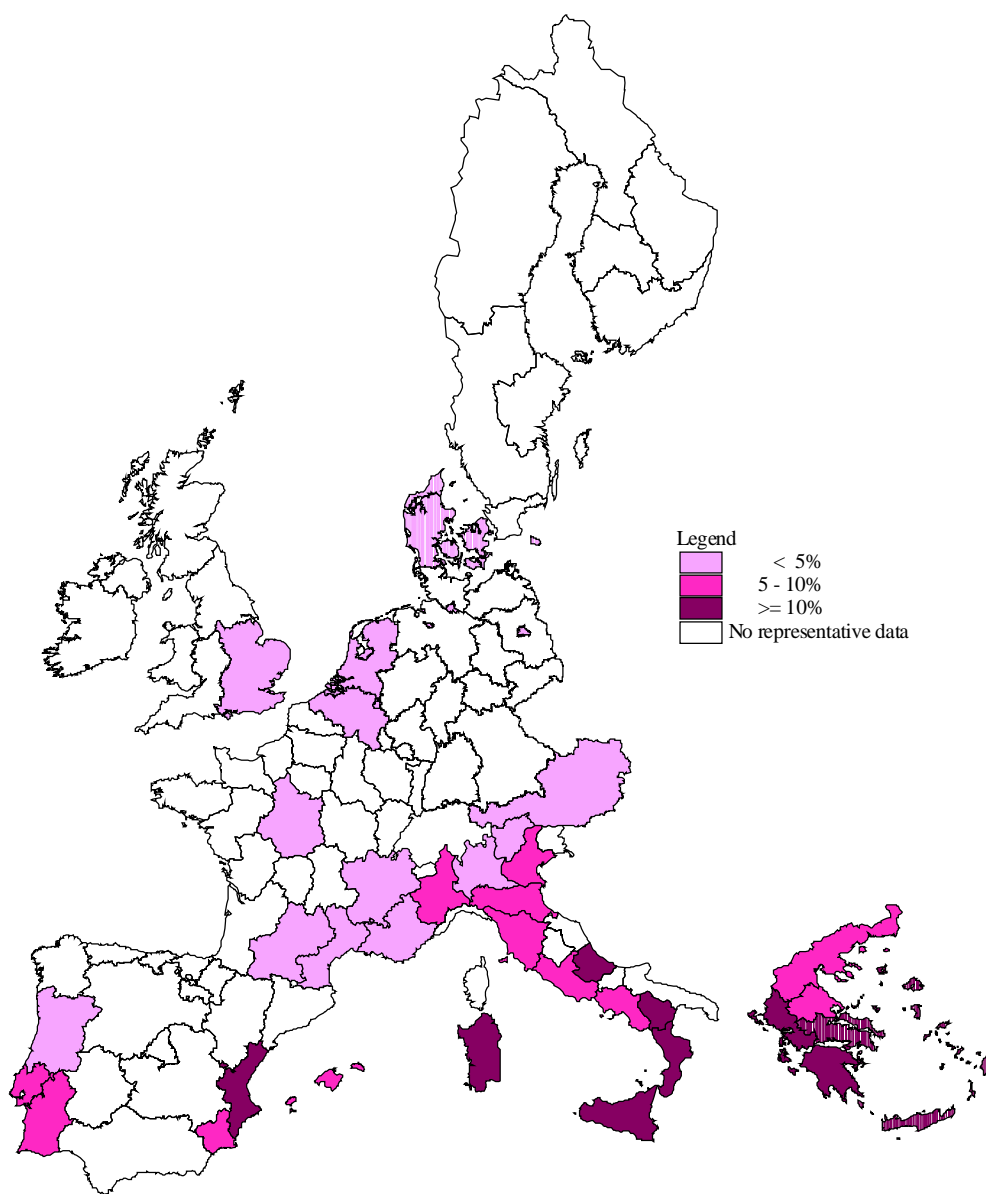 Legend
< 5%
5 - 10%
>= 10%
No representative data